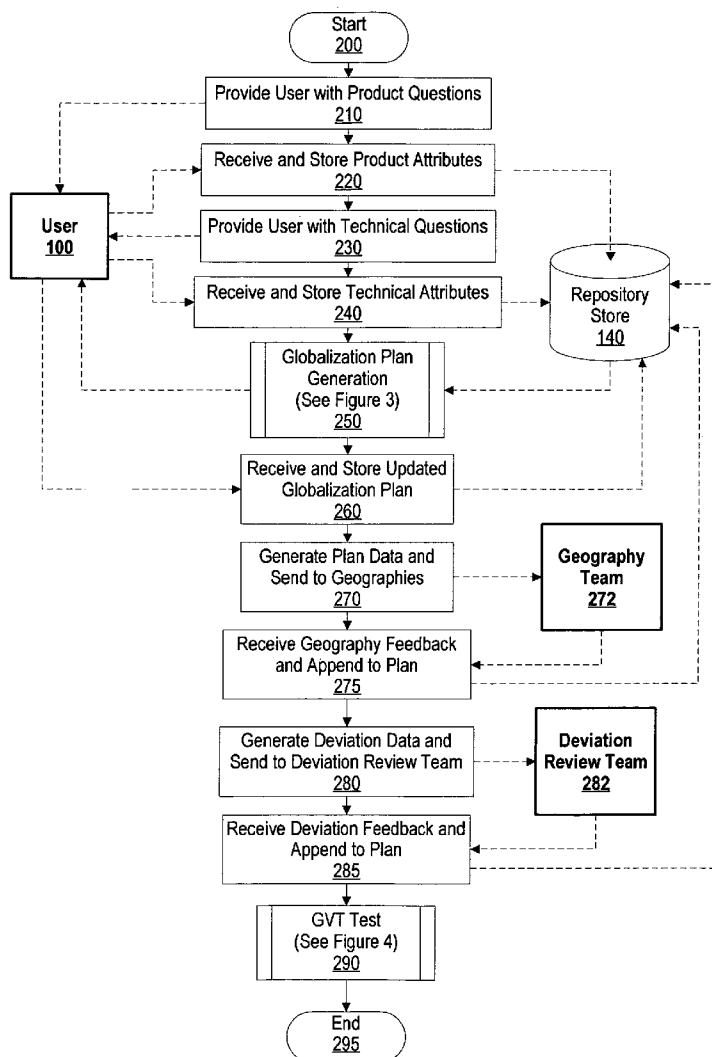 Start
200
Provide User with Product Questions
210
Receive and Store Product Attributes
220
User
100
Provide User with Technical Questions
230
Receive and Store Technical Attributes
240
Repository
Store
140
Globalization Plan
Generation
(See Figure 3)
250
Receive and Store Updated
Globalization Plan
260
Generate Plan Data and
Send to Geographies
270
Geography
Team
272
Receive Geography Feedback
and Append to Plan
275
Generate Deviation Data and
Send to Deviation Review Team
280
Deviation
Review Team
282
Receive Deviation Feedback and
Append to Plan
285
GVT Test
(See Figure 4)
290
End
295